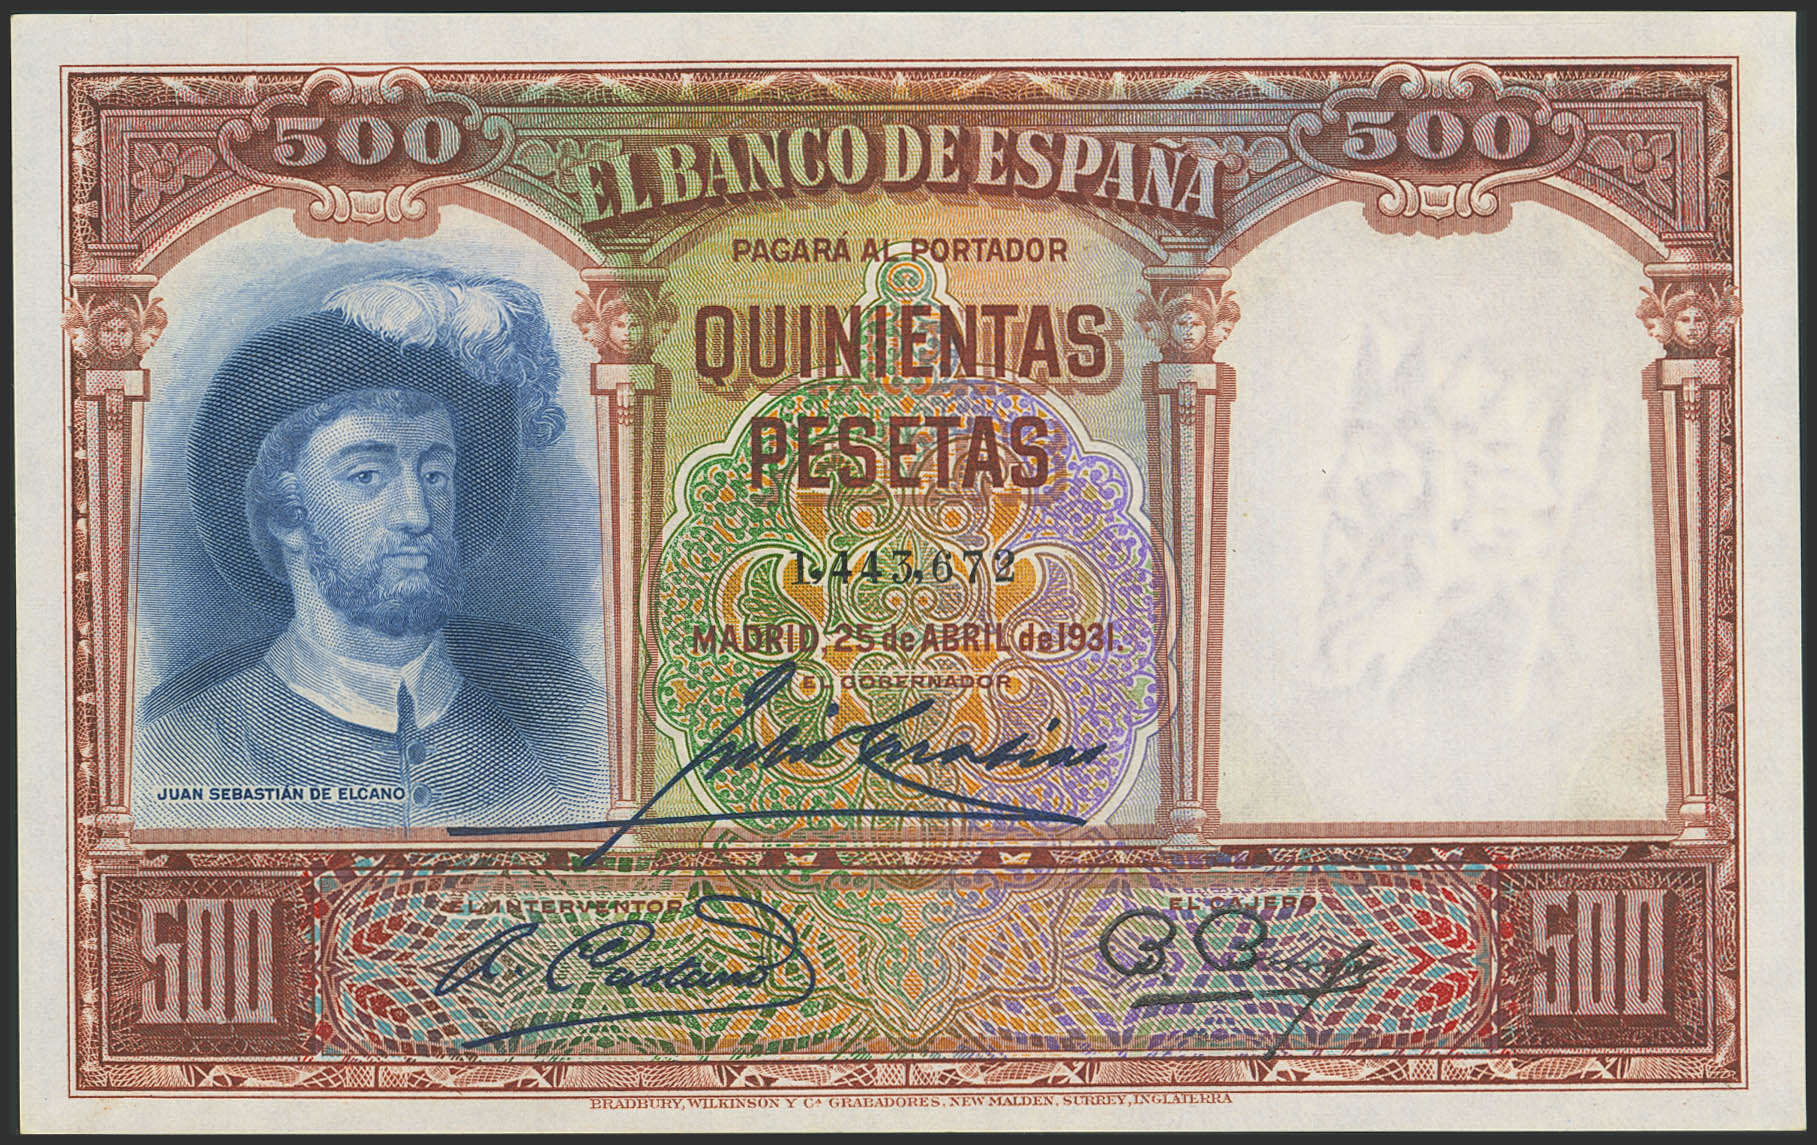 500
500
EL BANCO DE ESPAÑA
PAGARÁ AL PORTADOR
QUINIENTAS
PESETAS
1,443,672
MADRID, 25 de ABRIL de 1931.
EL GOBERNADOR
JUAN SEBASTIÁN DE ELCANO
500
EL INTERVENTOR
EL CAJERO
500
BRADBURY, WILKINSON Y Cª GRABADORES, NEW MALDEN, SURREY, INGLATERRA